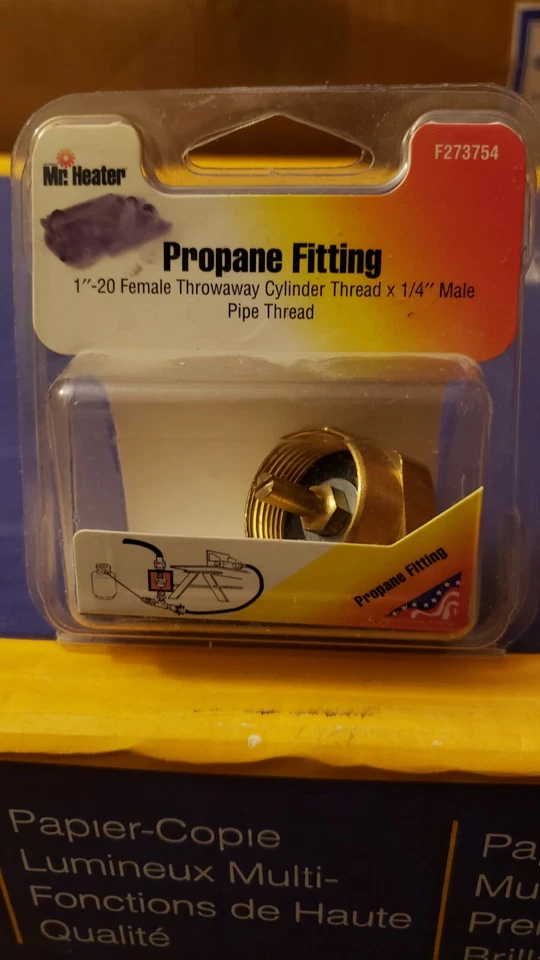 Mr. Heater
F273754
Propane Fitting
1"-20 Female Throwaway Cylinder Thread x 1/4" Male
Pipe Thread
Propane Fitting
Papier-Copie
Lumineux Multi-
Fonctions de Haute
Qualité